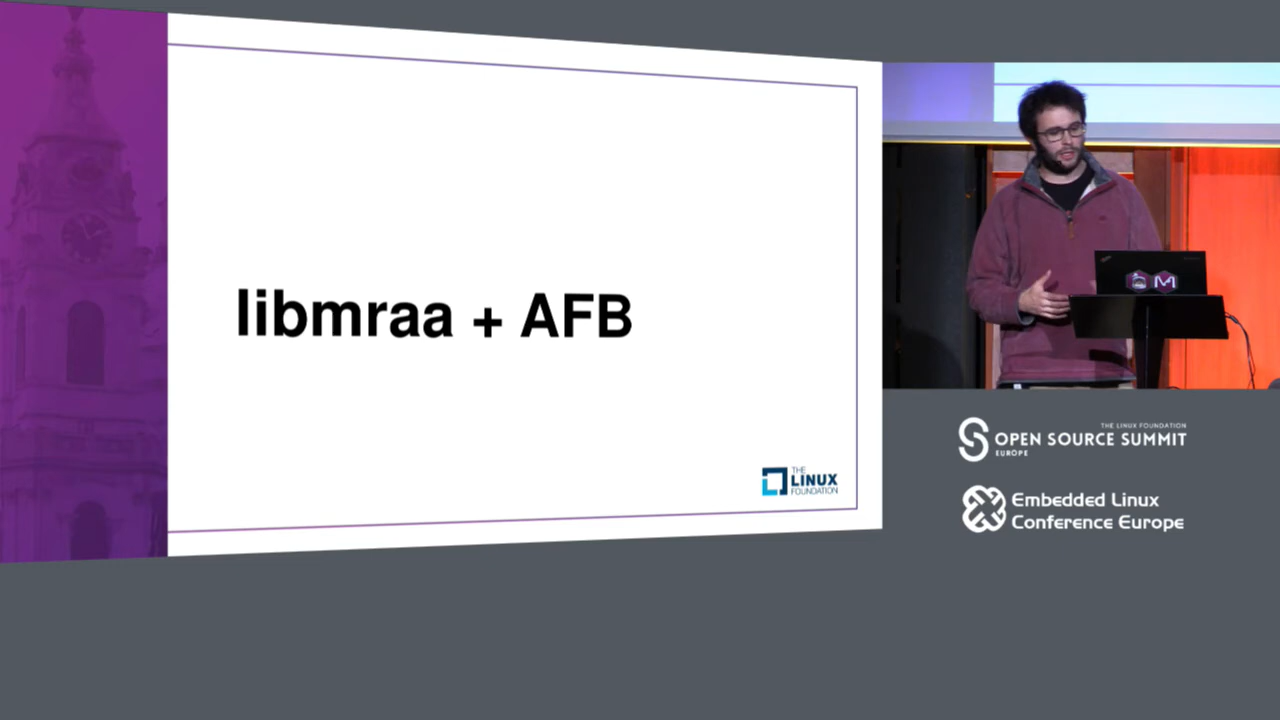 libmraa + AFB
THE
LINUX
FOUNDATION
THE LINUX FOUNDATION
OPEN SOURCE SUMMIT
EUROPE
Embedded Linux
Conference Europe